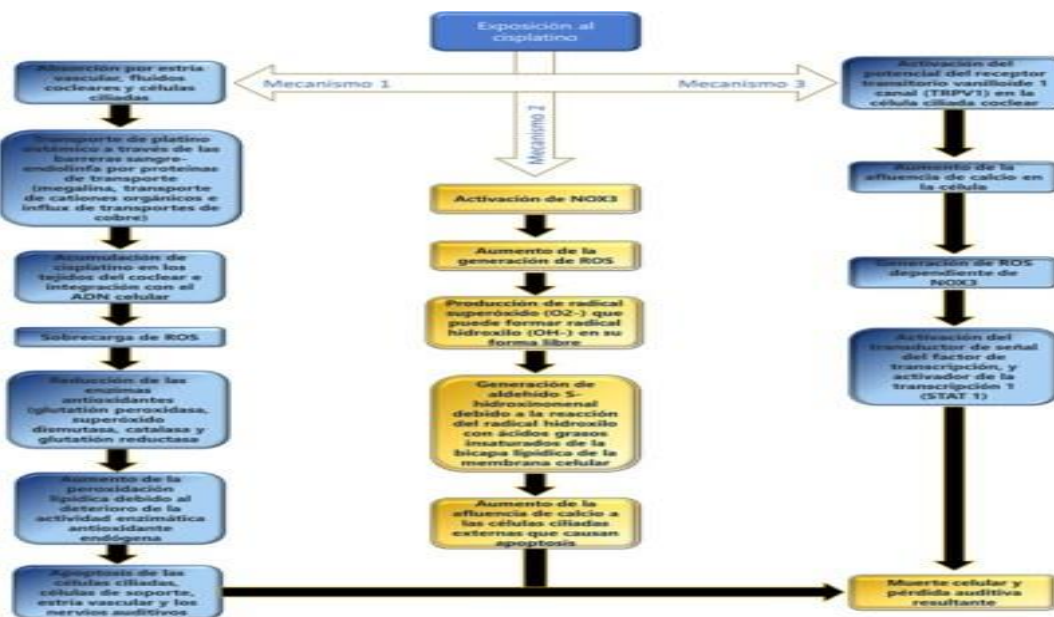 Exposición al
cisplatino
Mecanismo 1
Mecanismo 2
Mecanismo 3
Absorción por estría
vascular, fluidos
cocleares y células
ciliadas
Transporte de platino
sistémico a través de las
barreras sangre-
endolinfa por proteínas
de transporte
(megalina, transporte
de cationes orgánicos e
influx de transportes de
cobre)
Acumulación de
cisplatino en los
tejidos del coclear e
integración con el
ADN celular
Sobrecarga de ROS
Reducción de las
enzimas
antioxidantes
(glutatión peroxidasa,
superóxido
dismutasa, catalasa y
glutatión reductasa
Aumento de la
peroxidación
lipídica debido al
deterioro de la
actividad enzimática
antioxidante
endógena
Apoptosis de las
células ciliadas,
células de soporte,
estría vascular y los
nervios auditivos
Activación de NOX3
Aumento de la
generación de ROS
Producción de radical
superóxido (O2-) que
puede formar radical
hidroxilo (OH-) en su
forma libre
Generación de
aldehído
hidroxinonenal
debido a la reacción
del radical hidroxilo
con ácidos grasos
insaturados de la
bicapa lipídica de la
membrana celular
Aumento de la
afluencia de calcio a
las células ciliadas
externas que causan
apoptosis
Activación del
potencial del receptor
transitorio vanilloide 1
canal (TRPV1) en la
célula ciliada coclear
Aumento de la
afluencia de calcio en
la célula
Generación de ROS
dependiente de
NOX3
Activación del
transductor de señal
del factor de
transcripción, y
activador de la
transcripción 1
(STAT 1)
Muerte celular y
pérdida auditiva
resultante